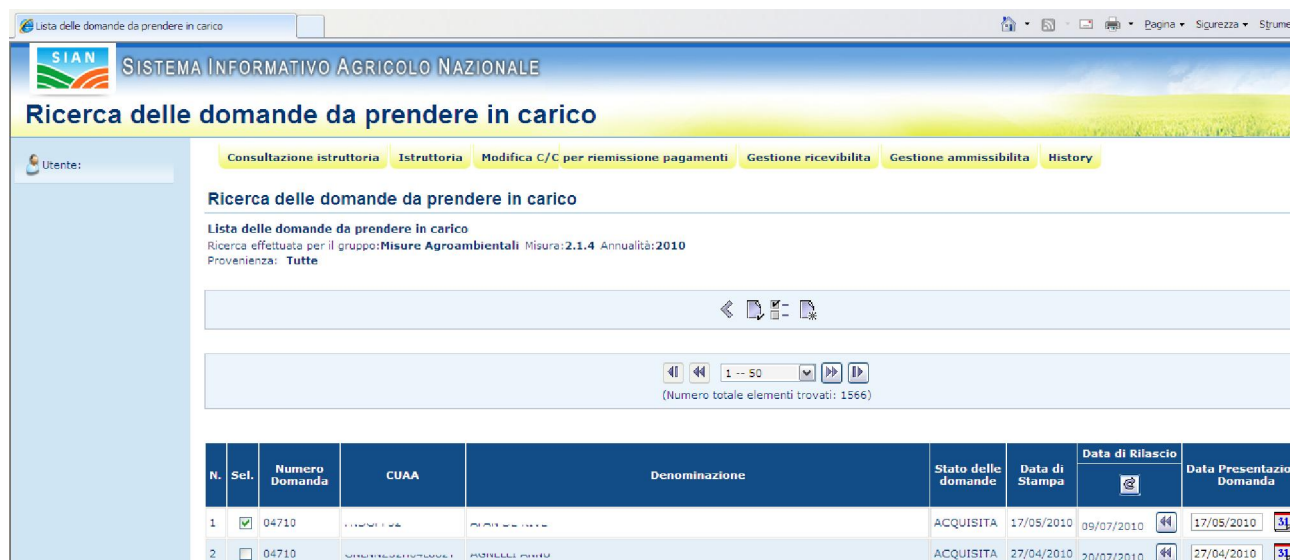 Lista delle domande da prendere in carico
Pagina Sicurezza Strume
SIAN SISTEMA INFORMATIVO AGRICOLO NAZIONALE
Ricerca delle domande da prendere in carico
Utente:
Consultazione istruttoria Istruttoria Modifica C/C per riemissione pagamenti Gestione ricevibilita Gestione ammissibilita History
Ricerca delle domande da prendere in carico
Lista delle domande da prendere in carico
Ricerca effettuata per il gruppo:Misure Agroambientali Misura:2.1.4 Annualità:2010
Provenienza: Tutte
1 -- 50
(Numero totale elementi trovati: 1566)
N. Sel. Numero Domanda CUAA Denominazione Stato delle domande Data di Stampa Data di Rilascio Data Presentazio Domanda
1 04710 ACQUISITA 17/05/2010 09/07/2010 17/05/2010 31
2 04710 ACQUISITA 27/04/2010 20/07/2010 27/04/2010 31